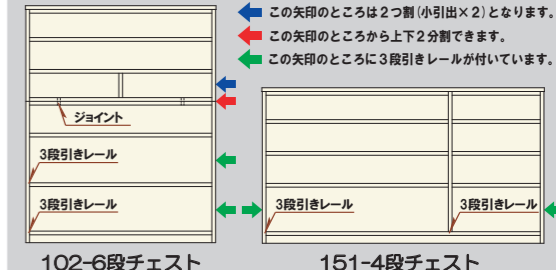 この矢印のところは2つ割(小引出×2)となります。
この矢印のところから上下2分割できます。
この矢印のところに3段引きレールが付いています。
ジョイント
3段引きレール
3段引きレール
3段引きレール
3段引きレール
102-6段チェスト
151-4段チェスト